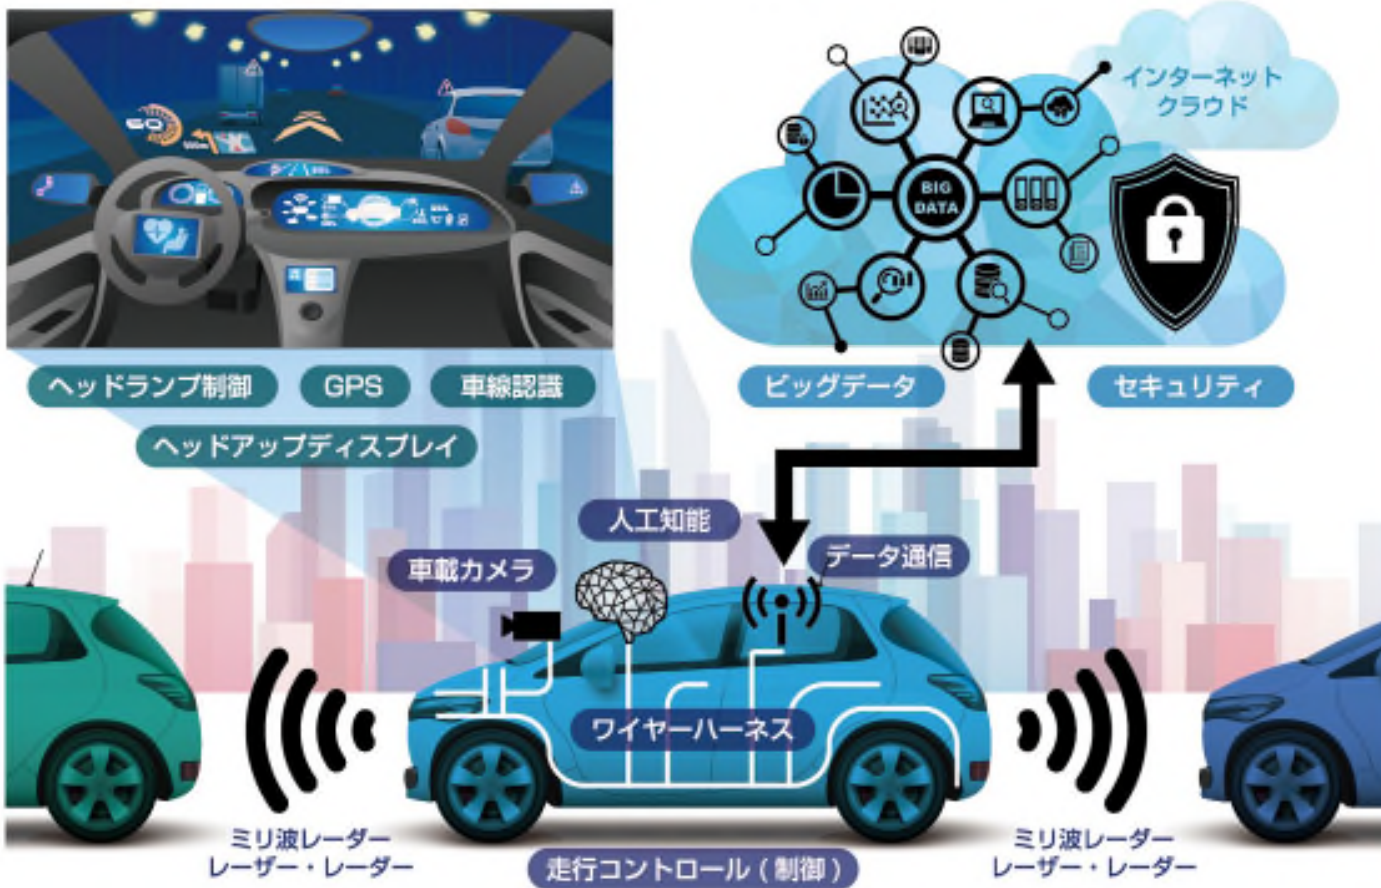 インターネット
クラウド
BIG
DATA
60
ヘッドランプ制御
GPS
車線認識
ヘッドアップディスプレイ
ビッグデータ
セキュリティ
人工知能
車載カメラ
データ通信
ワイヤーハーネス
ミリ波レーダー
レーザー・レーダー
ミリ波レーダー
レーザー・レーダー
走行コントロール ( 制御 )